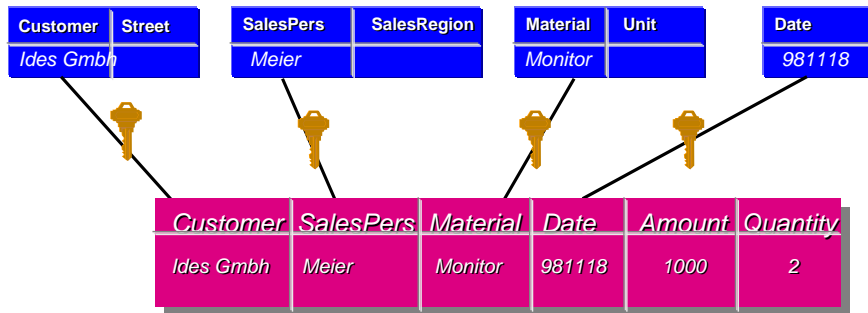 Customer Street
Ides Gmbh
SalesPers SalesRegion
Meier
Material Unit
Monitor
Date
981118
Customer SalesPers Material Date Amount Quantity
Ides Gmbh Meier Monitor 981118 1000 2